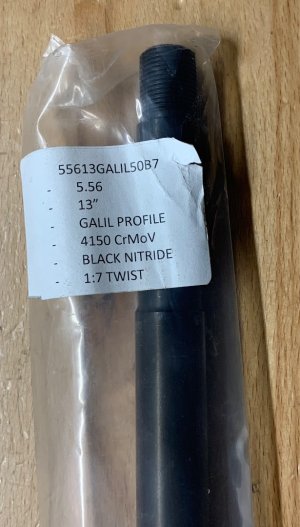 55613GALIL50B7
- 5.56
- 13”
- GALIL PROFILE
- 4150 CrMoV
- BLACK NITRIDE
- 1:7 TWIST